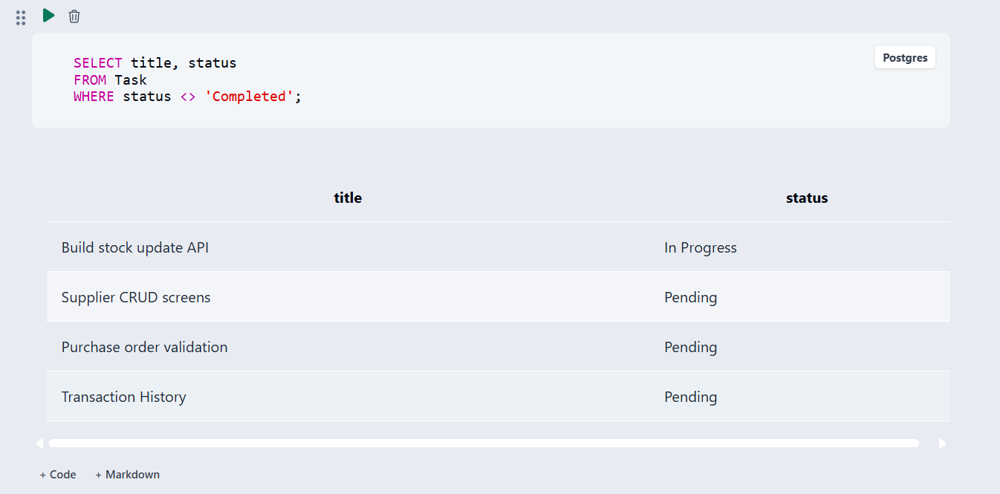 SELECT title, status
FROM Task
WHERE status <> 'Completed';
Postgres
title status
Build stock update API In Progress
Supplier CRUD screens Pending
Purchase order validation Pending
Transaction History Pending
+ Code + Markdown